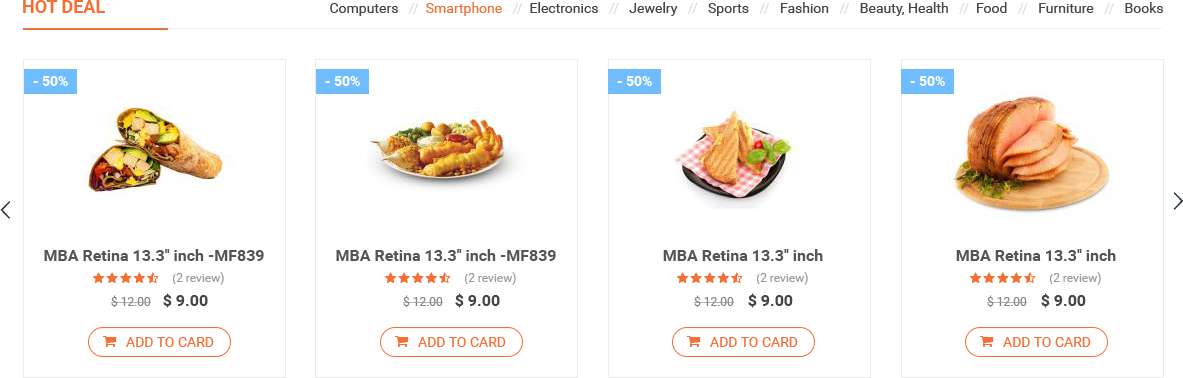 HOT DEAL Computers // Smartphone // Electronics // Jewelry // Sports // Fashion // Beauty, Health // Food // Furniture // Books
- 50% - 50% - 50% - 50%
MBA Retina 13.3" inch -MF839 MBA Retina 13.3" inch -MF839 MBA Retina 13.3" inch MBA Retina 13.3" inch
(2 review) (2 review) (2 review) (2 review)
$ 12.00 $ 9.00 $ 12.00 $ 9.00 $ 12.00 $ 9.00 $ 12.00 $ 9.00
ADD TO CARD ADD TO CARD ADD TO CARD ADD TO CARD